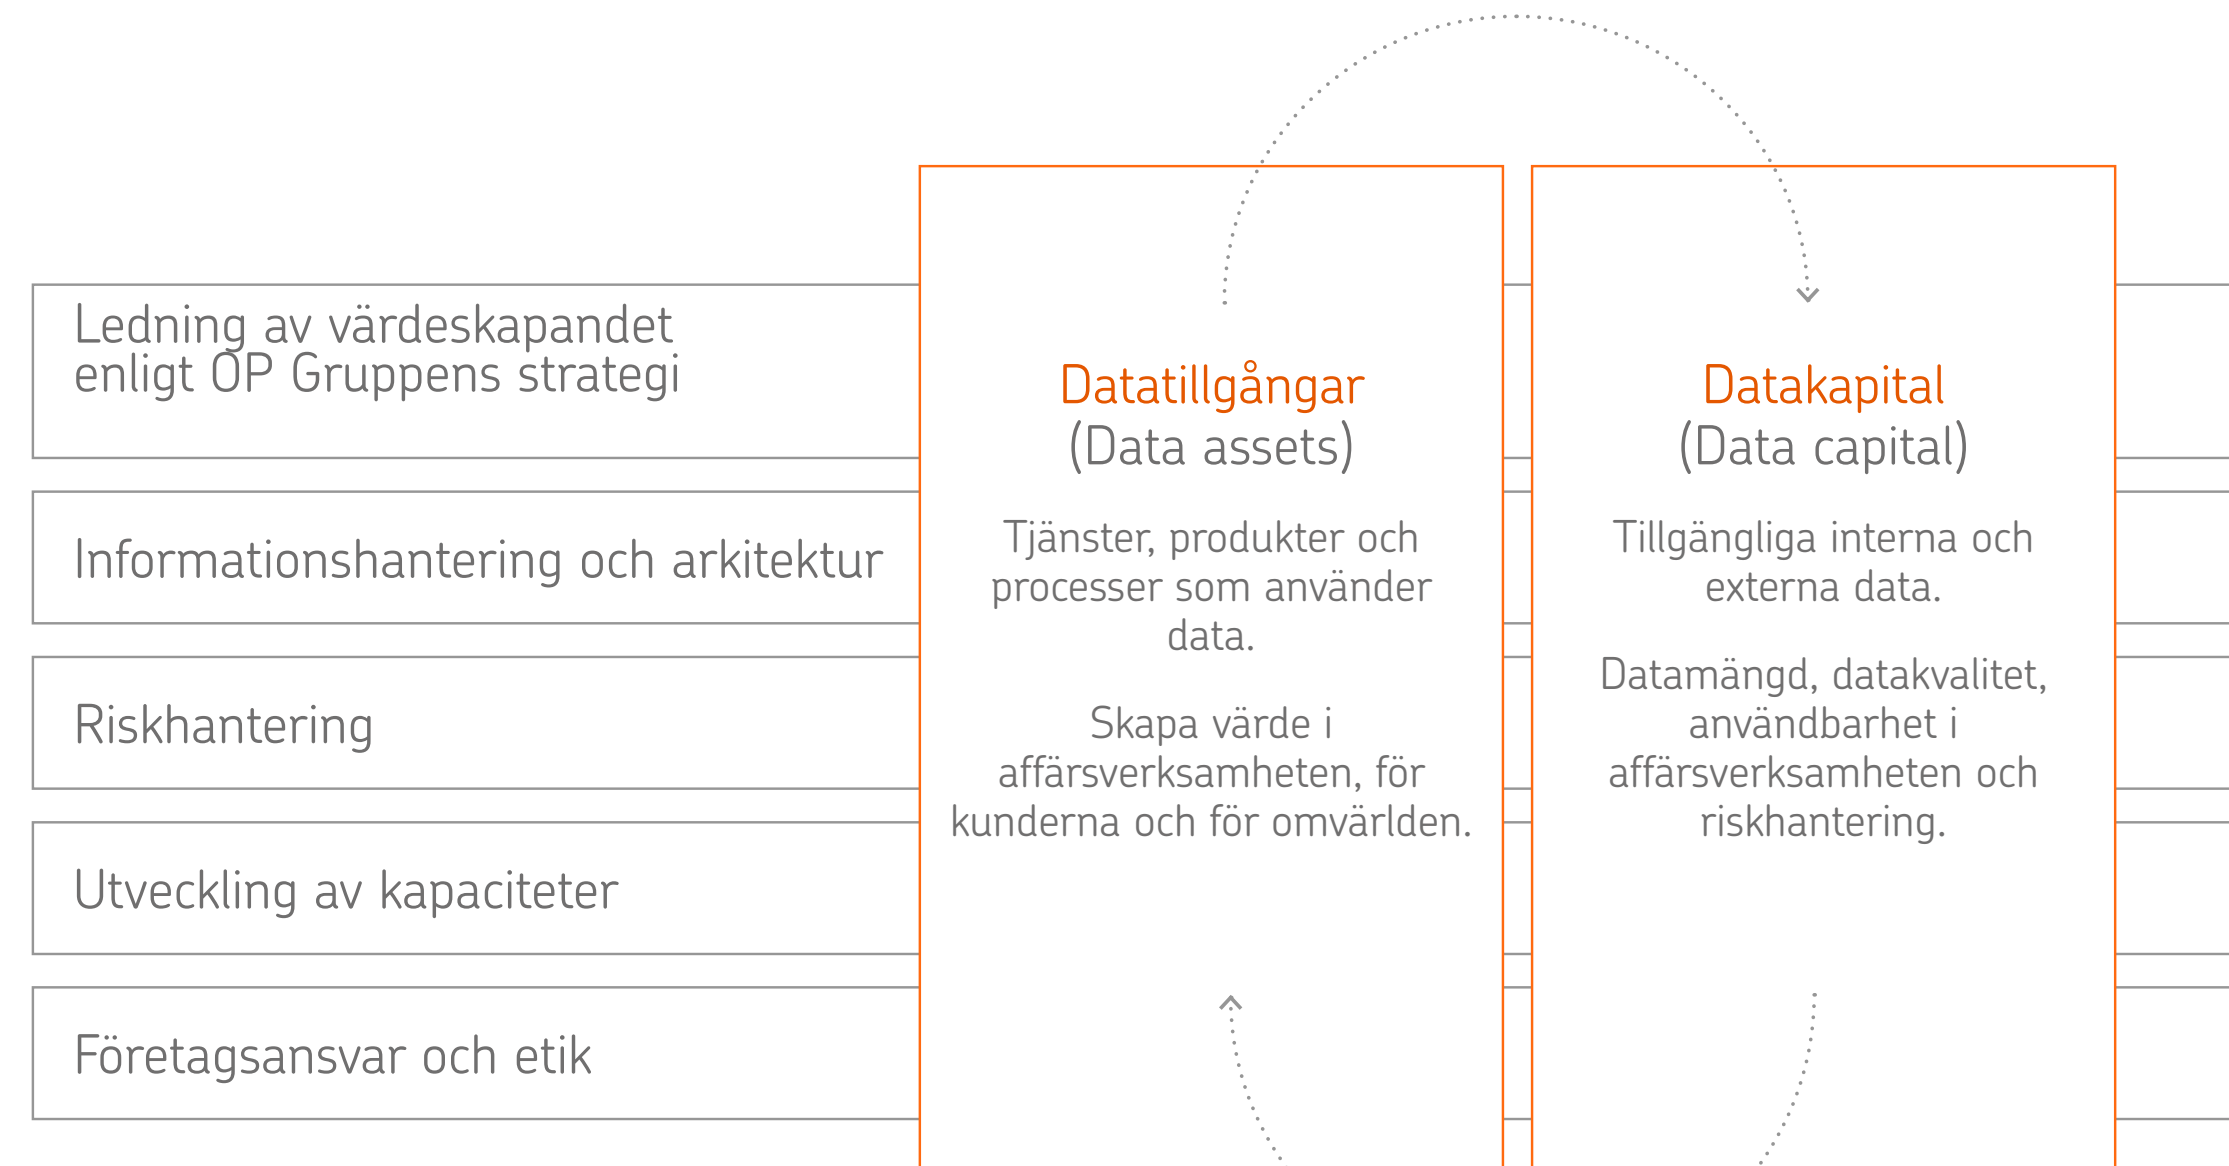 Ledning av värdeskapandet
enligt OP Gruppens strategi
Informationshantering och arkitektur
Riskhantering
Utveckling av kapaciteter
Företagsansvar och etik
Datatillgångar
(Data assets)
Tjänster, produkter och
processer som använder
data.
Skapa värde i
affärsverksamheten, för
kunderna och för omvärlden.
Datakapital
(Data capital)
Tillgängliga interna och
externa data.
Datamängd, datakvalitet,
användbarhet i
affärsverksamheten och
riskhantering.